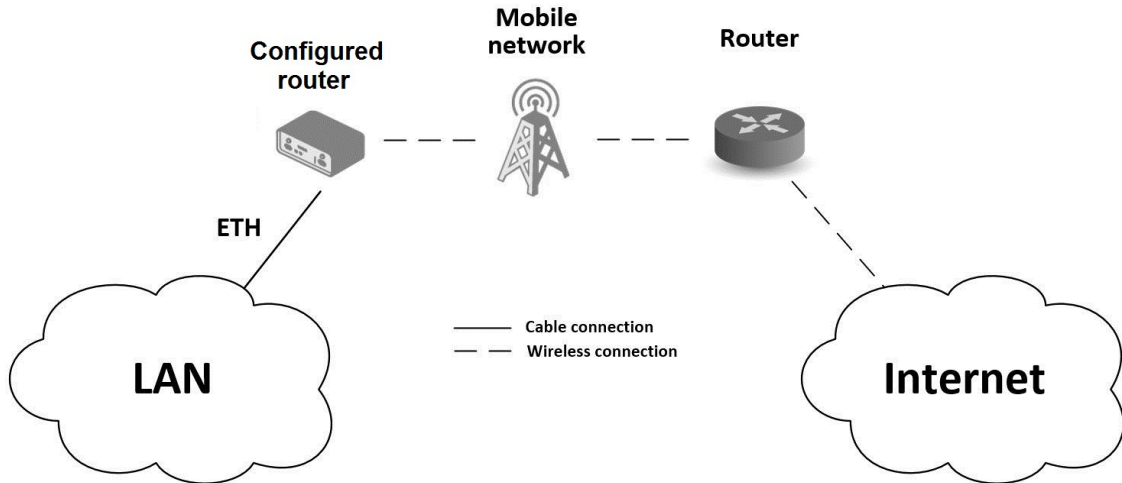 Configured
router
Mobile
network
Router
ETH
LAN
Cable connection
Wireless connection
Internet